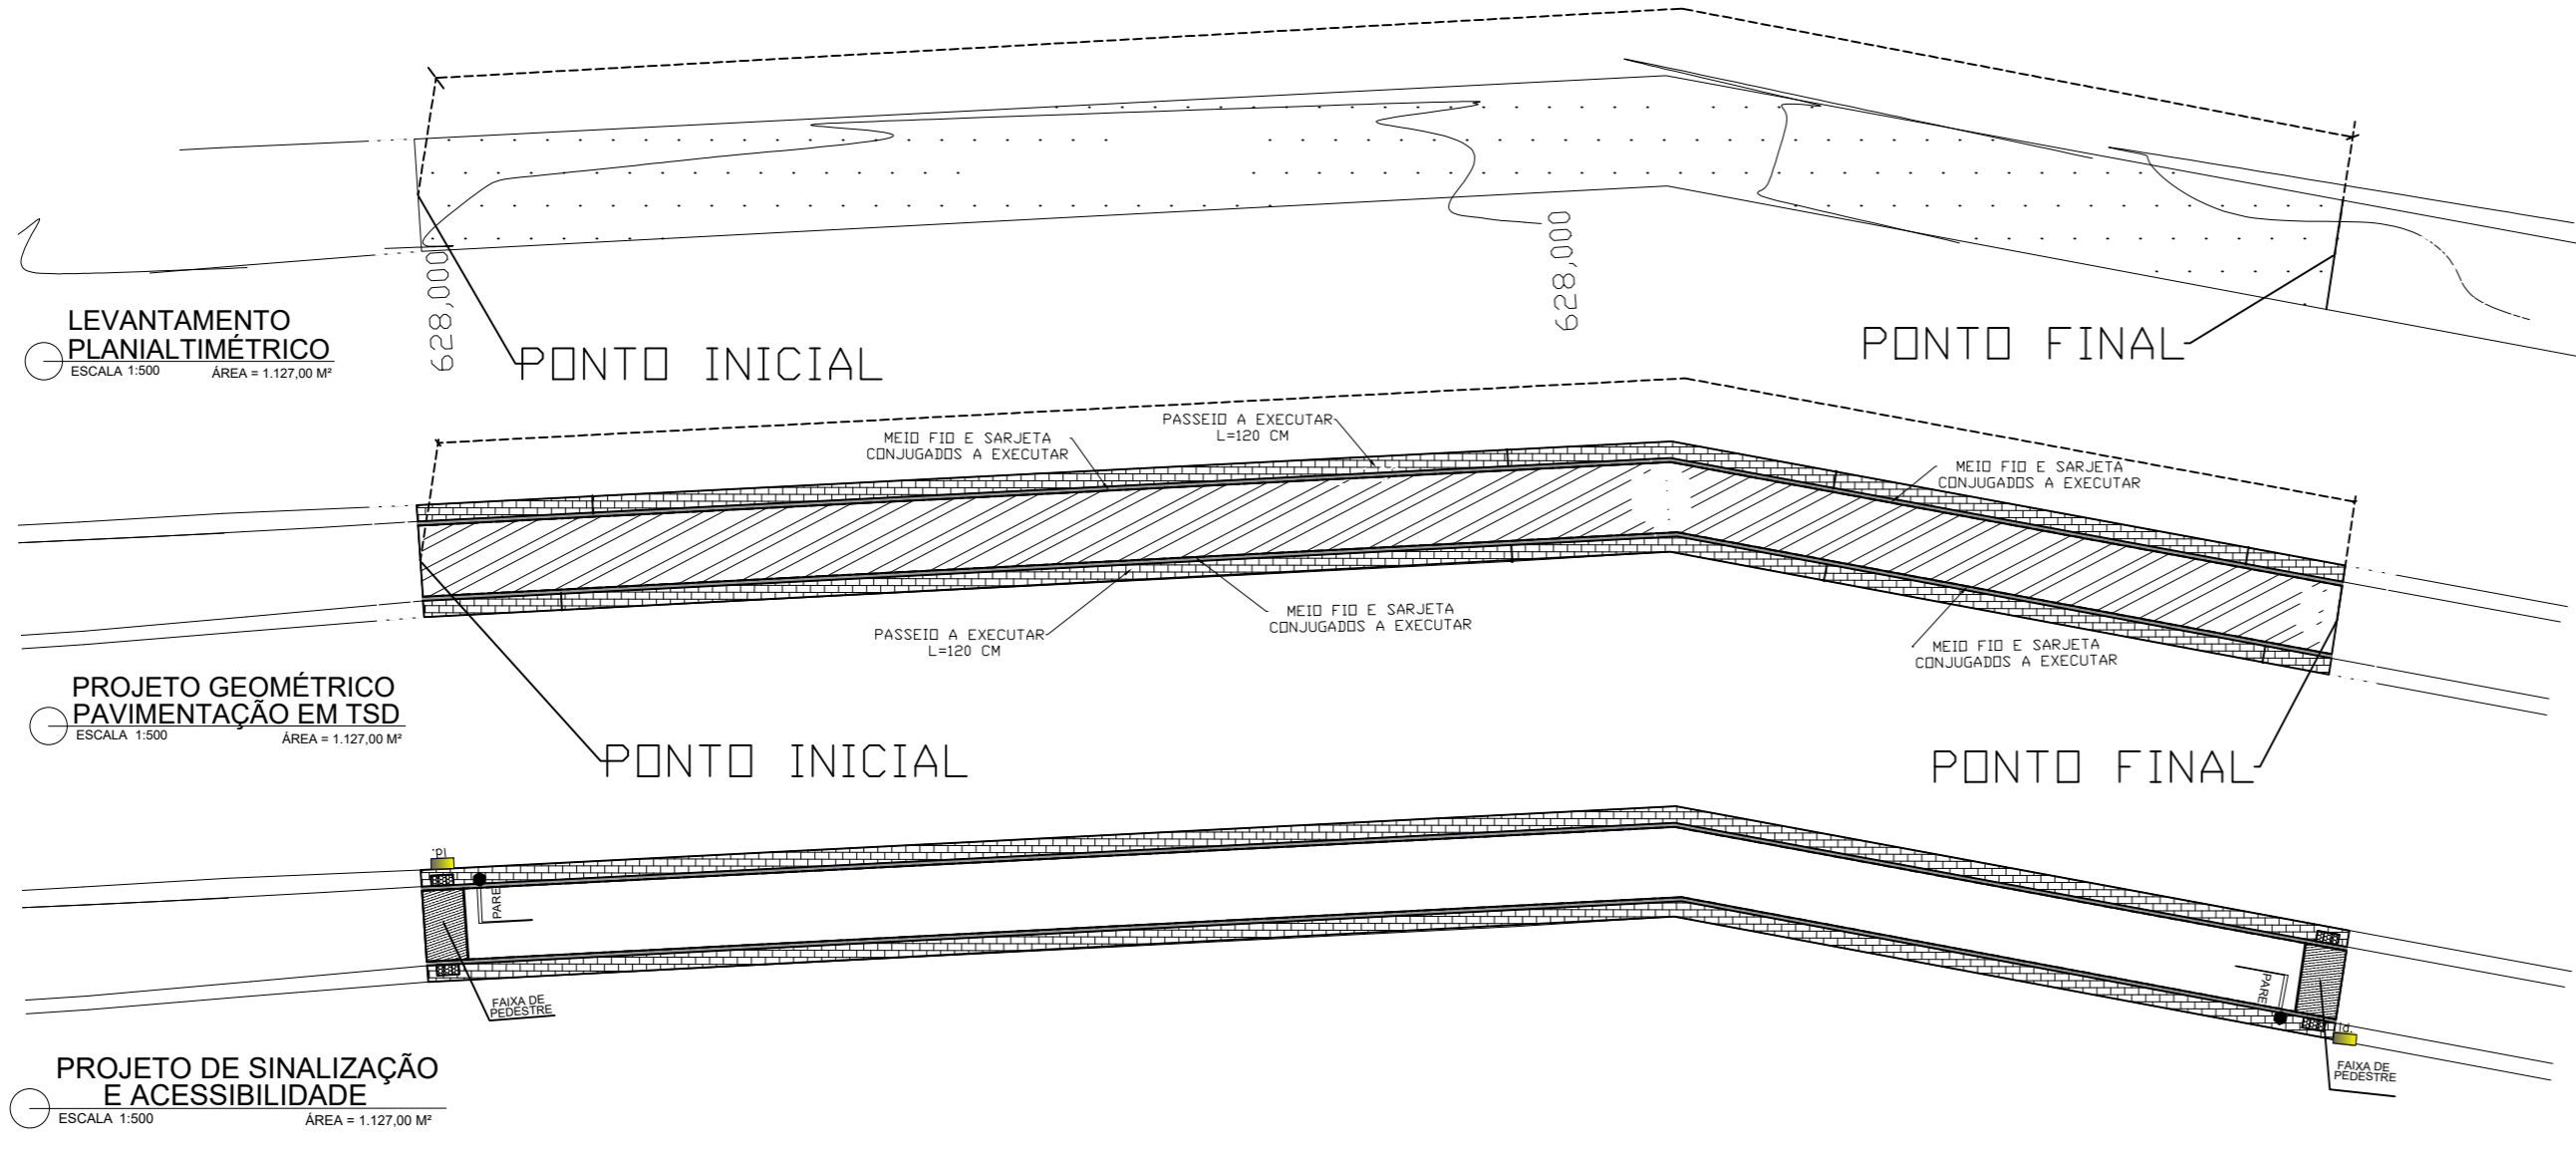 628,000
628,000
LEVANTAMENTO
PLANIALTIMÉTRICO
ESCALA 1:500 ÁREA = 1.127,00 M²
PONTO INICIAL
PONTO FINAL
PASSEIO A EXECUTAR
L=120 CM
MEIO FIO E SARJETA
CONJUGADOS A EXECUTAR
MEIO FIO E SARJETA
CONJUGADOS A EXECUTAR
MEIO FIO E SARJETA
CONJUGADOS A EXECUTAR
PASSEIO A EXECUTAR
L=120 CM
MEIO FIO E SARJETA
CONJUGADOS A EXECUTAR
PROJETO GEOMÉTRICO
PAVIMENTAÇÃO EM TSD
ESCALA 1:500 ÁREA = 1.127,00 M²
PONTO INICIAL
PONTO FINAL
PARE
PARE
FAIXA DE
PEDESTRE
FAIXA DE
PEDESTRE
PROJETO DE SINALIZAÇÃO
E ACESSIBILIDADE
ESCALA 1:500 ÁREA = 1.127,00 M²